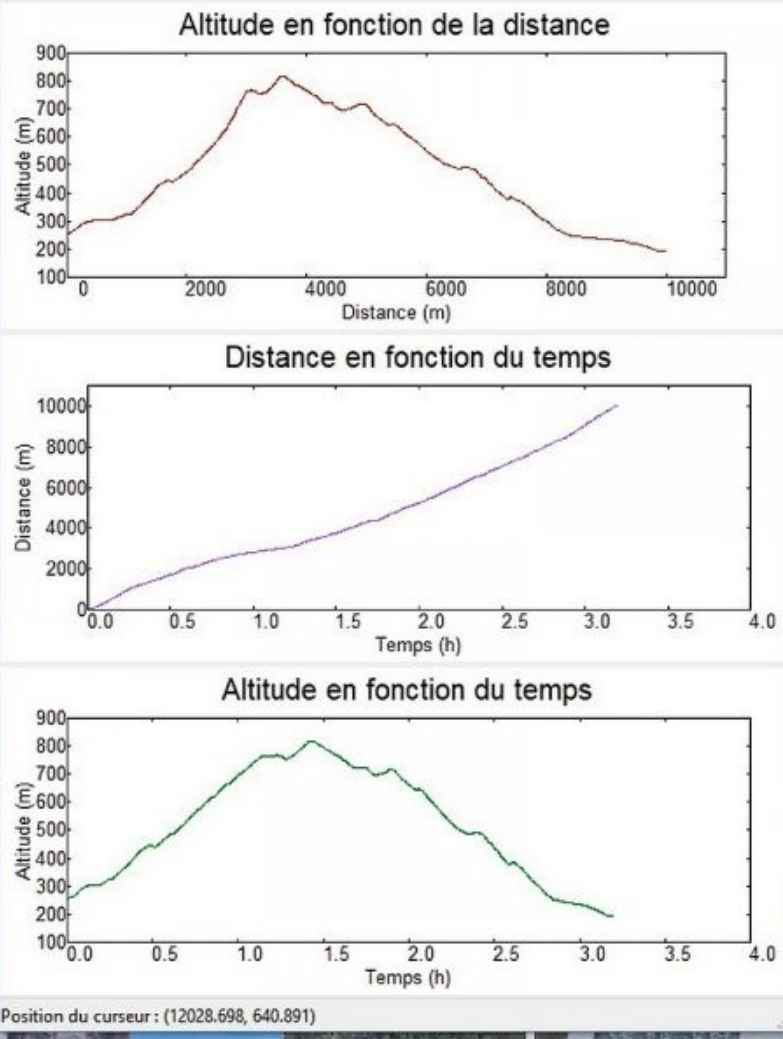 Altitude en fonction de la distance
900
800
700
600
500
400
300
200
100
Altitude (m)
0 2000 4000 6000 8000 10000
Distance (m)
Distance en fonction du temps
10000
8000
6000
4000
2000
0
Distance (m)
0.0 0.5 1.0 1.5 2.0 2.5 3.0 3.5 4.0
Temps (h)
Altitude en fonction du temps
900
800
700
600
500
400
300
200
100
Altitude (m)
0.0 0.5 1.0 1.5 2.0 2.5 3.0 3.5 4.0
Temps (h)
Position du curseur : (12028.698, 640.891)